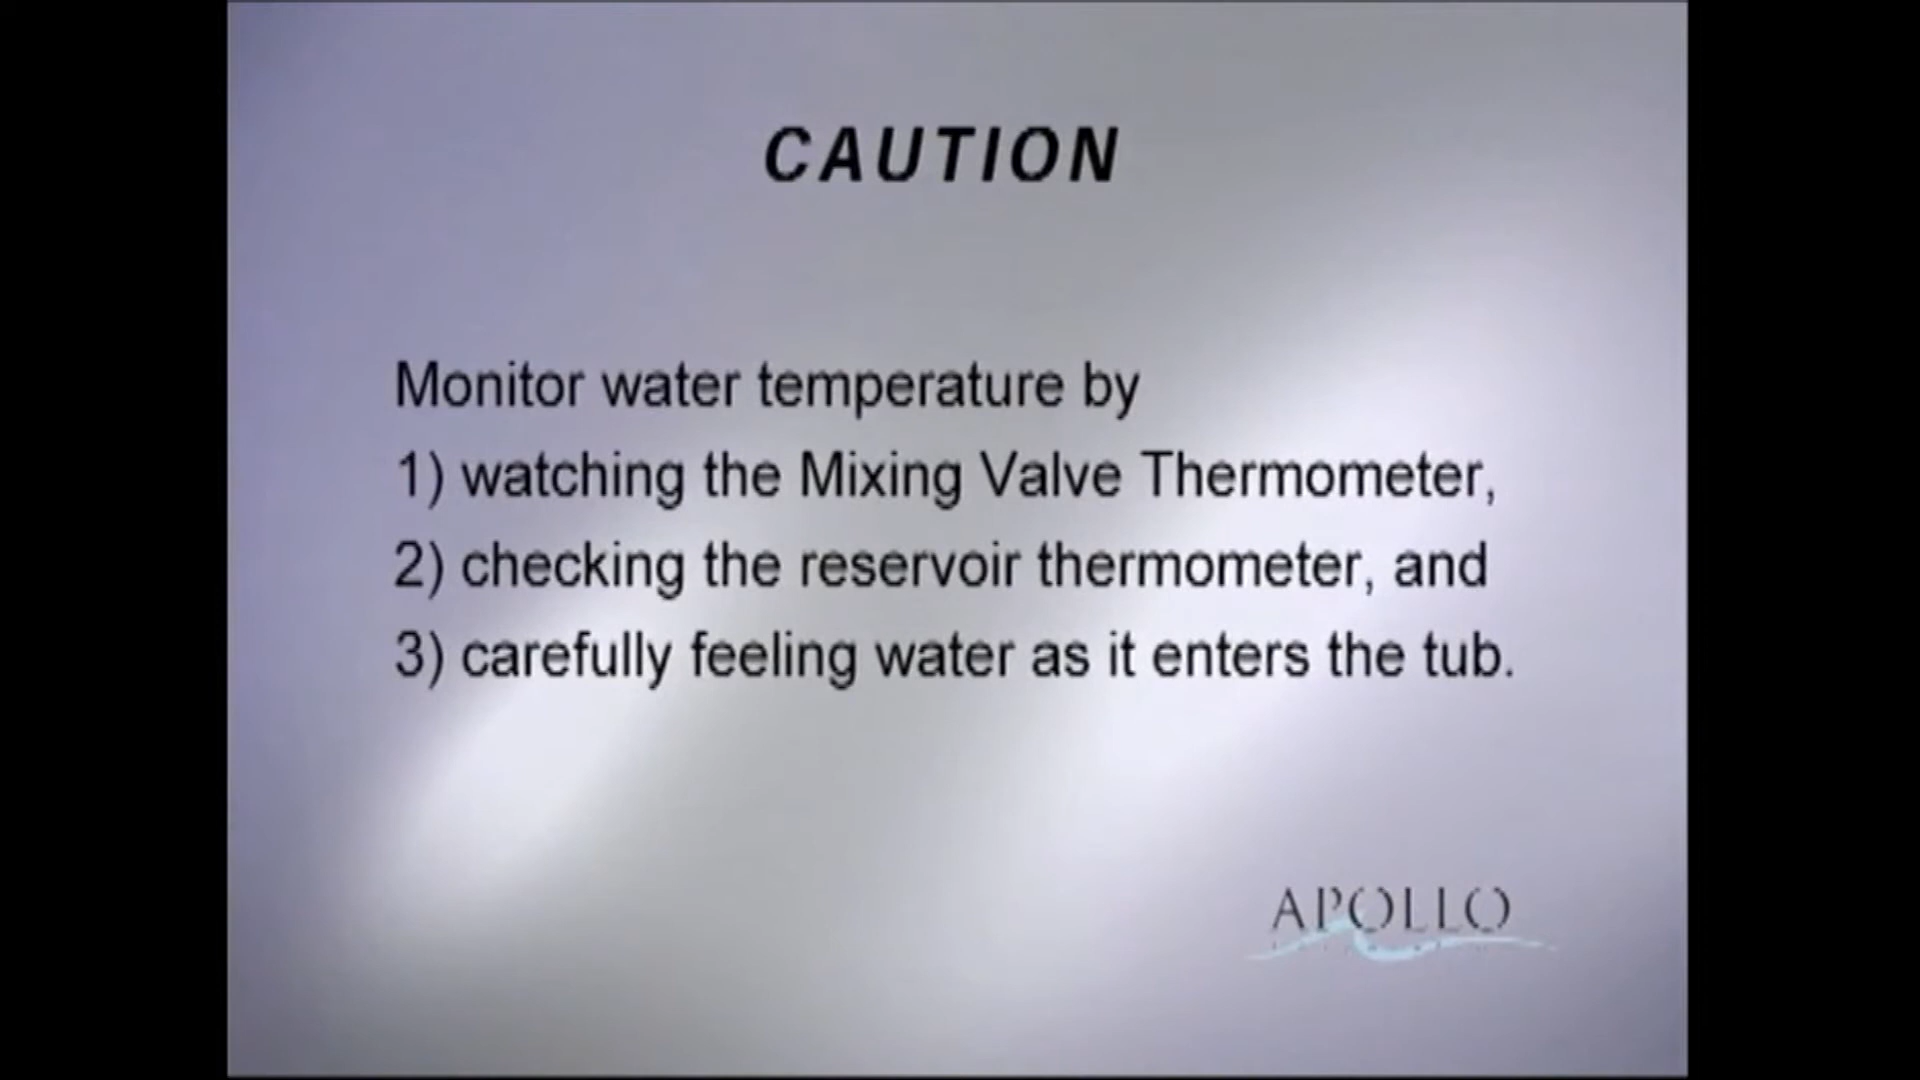 CAUTION
Monitor water temperature by
1) watching the Mixing Valve Thermometer,
2) checking the reservoir thermometer, and
3) carefully feeling water as it enters the tub.
APOLLO